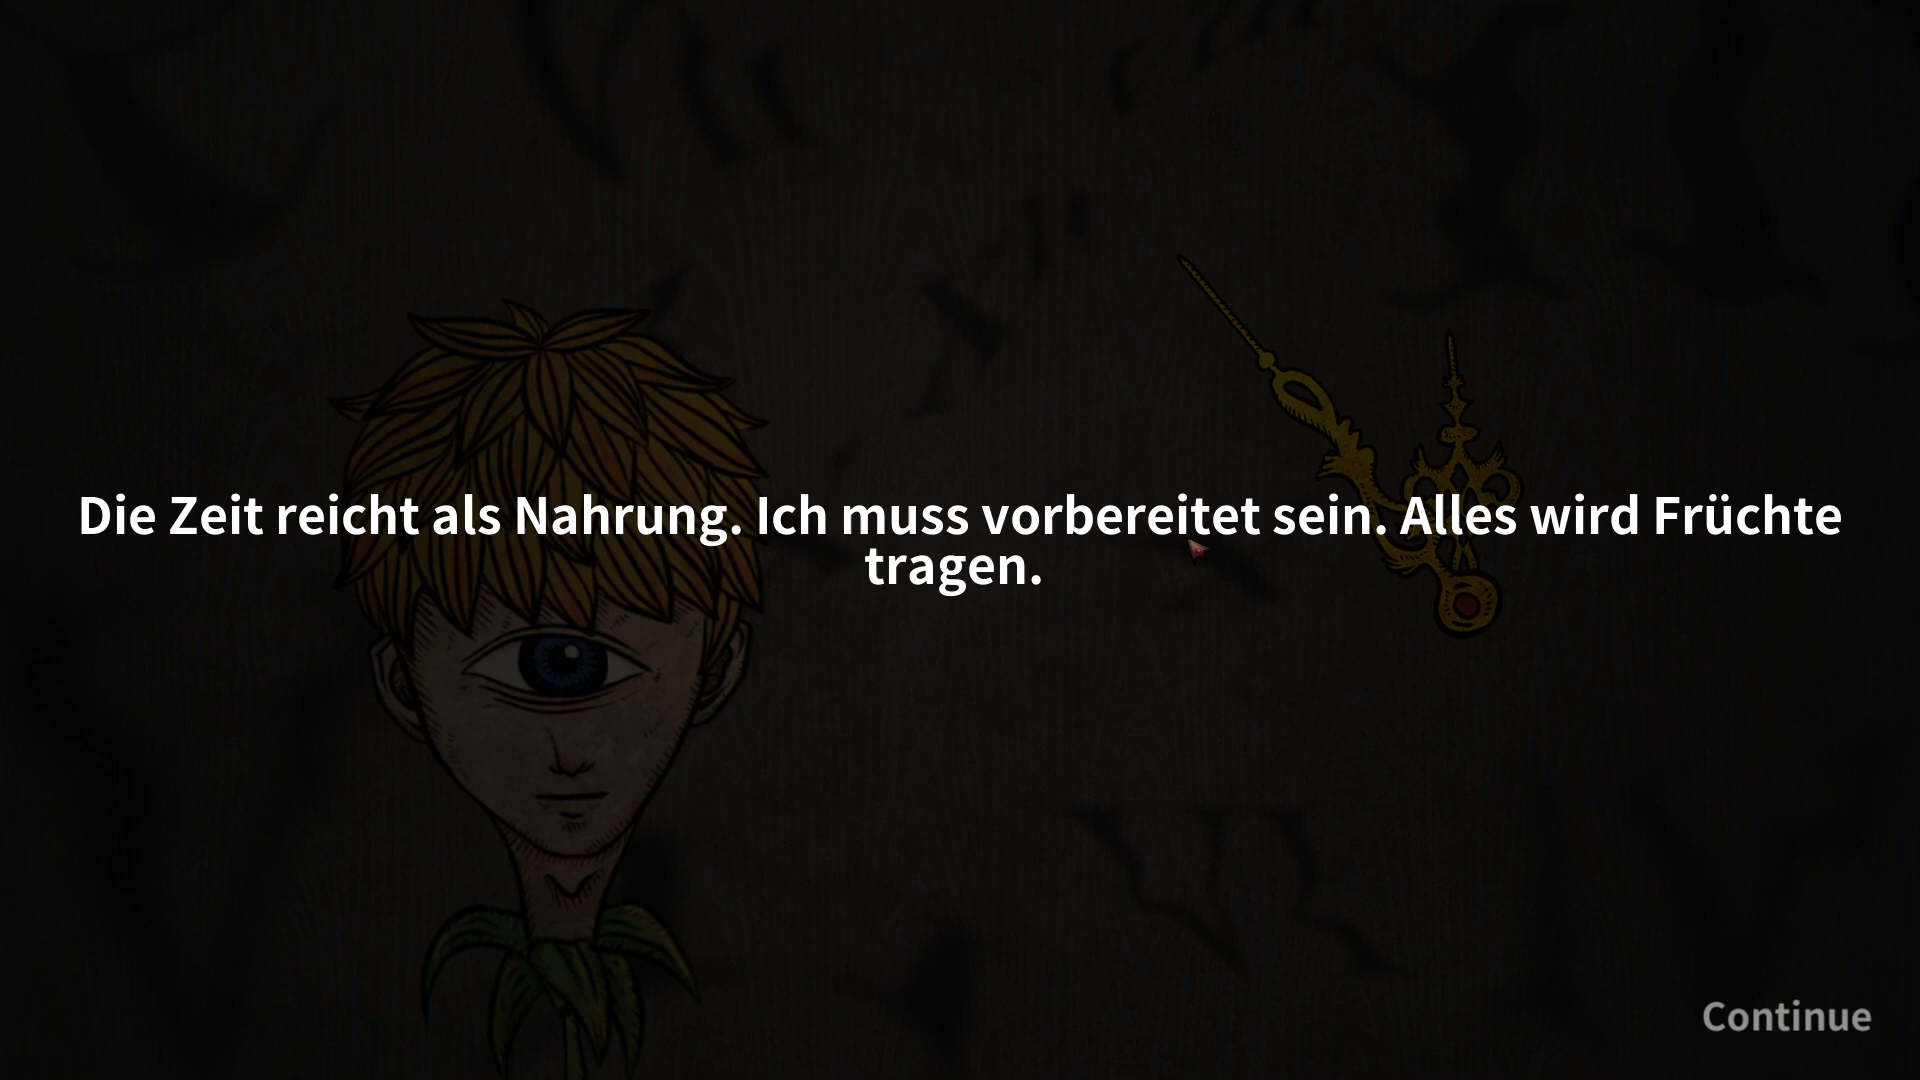 Die Zeit reicht als Nahrung. Ich muss vorbereitet sein. Alles wird Früchte
tragen.
Continue